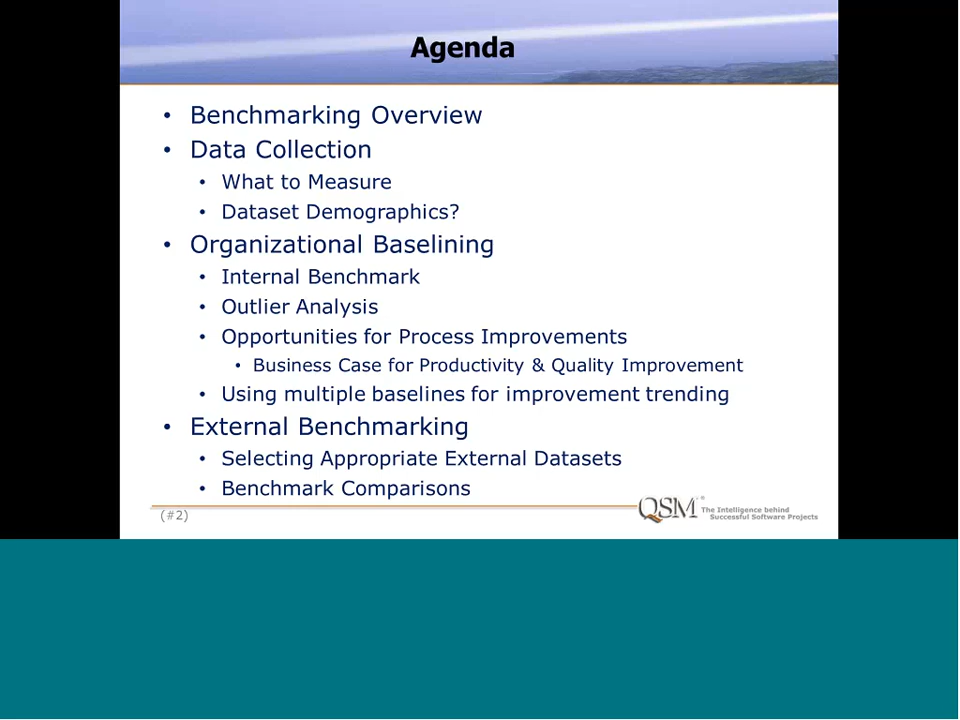 Agenda
• Benchmarking Overview
• Data Collection
• What to Measure
• Dataset Demographics?
• Organizational Baselining
• Internal Benchmark
• Outlier Analysis
• Opportunities for Process Improvements
• Business Case for Productivity & Quality Improvement
• Using multiple baselines for improvement trending
• External Benchmarking
• Selecting Appropriate External Datasets
• Benchmark Comparisons
(#2)
QSM® The Intelligence behind
Successful Software Projects